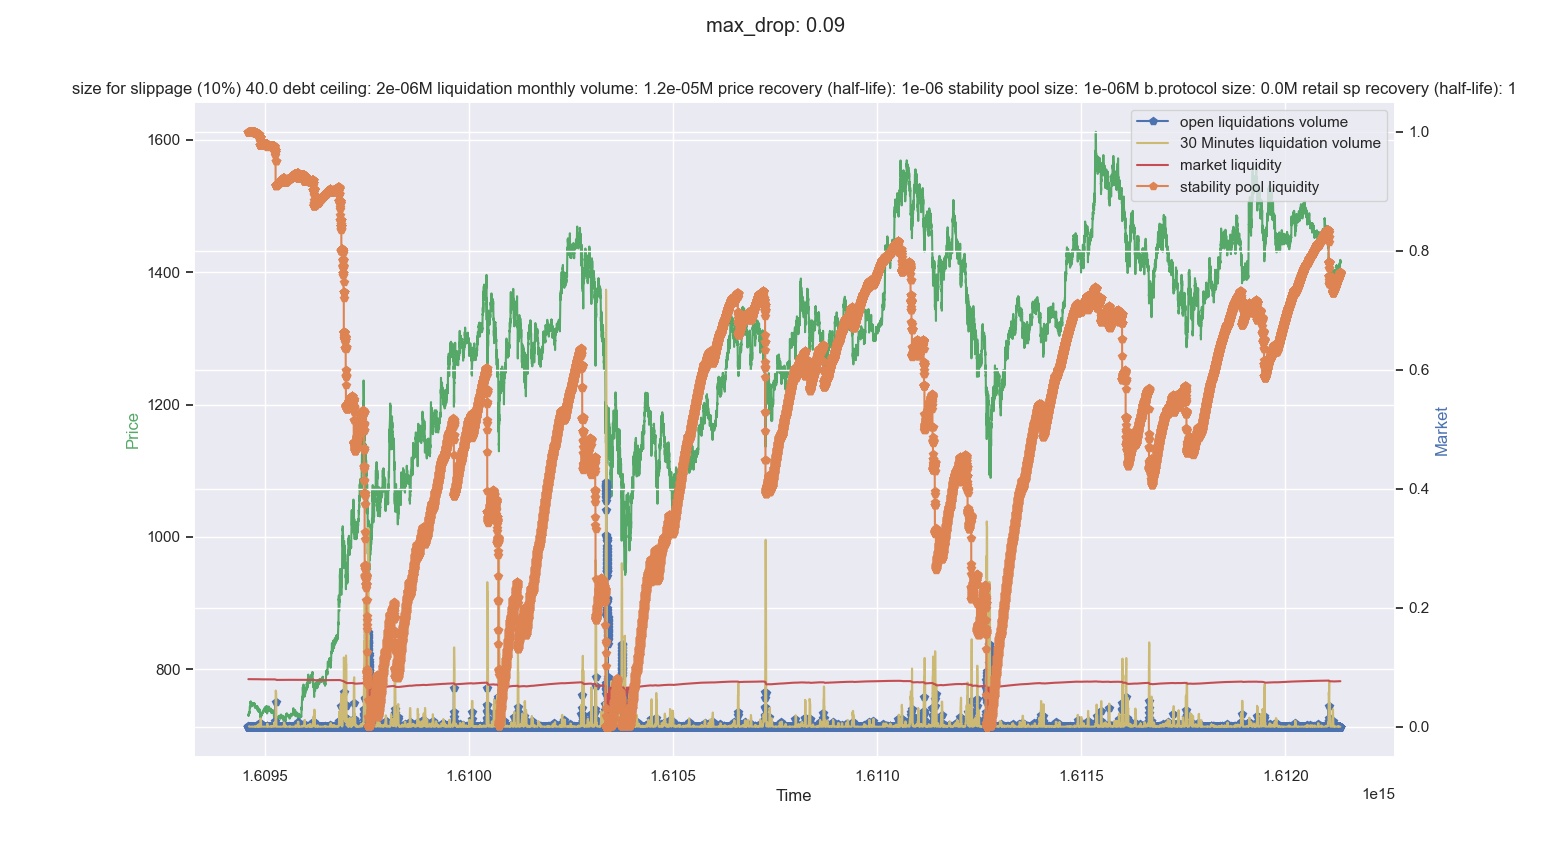 max_drop: 0.09
size for slippage (10%) 40.0 debt ceiling: 2e-06M liquidation monthly volume: 1.2e-05M price recovery (half-life): 1e-06 stability pool size: 1e-06M b.protocol size: 0.0M retail sp recovery (half-life): 1
open liquidations volume
30 Minutes liquidation volume
market liquidity
stability pool liquidity
1600
1400
1200
1000
800
Price
1.0
0.8
0.6
0.4
0.2
0.0
Market
1.6095 1.6100 1.6105 1.6110 1.6115 1.6120
1e15
Time